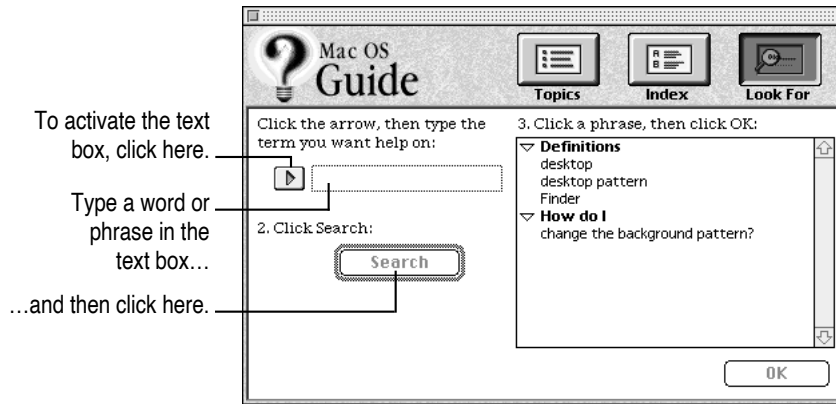 Mac OS
Guide
Topics
Index
Look For
To activate the text
box, click here.
Type a word or
phrase in the
text box…
…and then click here.
Click the arrow, then type the
term you want help on:
2. Click Search:
Search
3. Click a phrase, then click OK:
Definitions
desktop
desktop pattern
Finder
How do I
change the background pattern?
OK